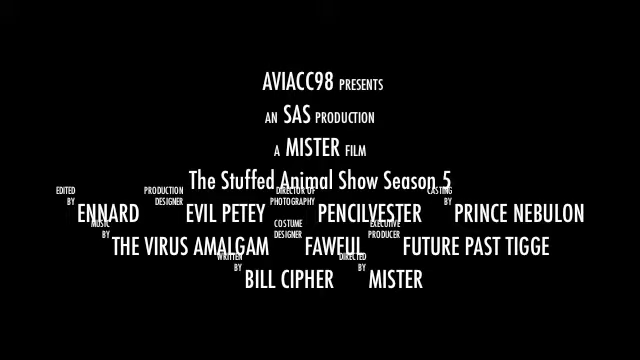 AVIACC98 PRESENTS
AN SAS PRODUCTION
A MISTER FILM
The Stuffed Animal Show Season 5
EDITED BY ENNARD PRODUCTION DESIGNER EVIL PETEY DIRECTOR OF PHOTOGRAPHY PENCILVESTER CASTING BY PRINCE NEBULON
MUSIC BY THE VIRUS AMALGAM COSTUME DESIGNER FAWFUL EXECUTIVE PRODUCER FUTURE PAST TIGGE
WRITTEN BY BILL CIPHER DIRECTED BY MISTER